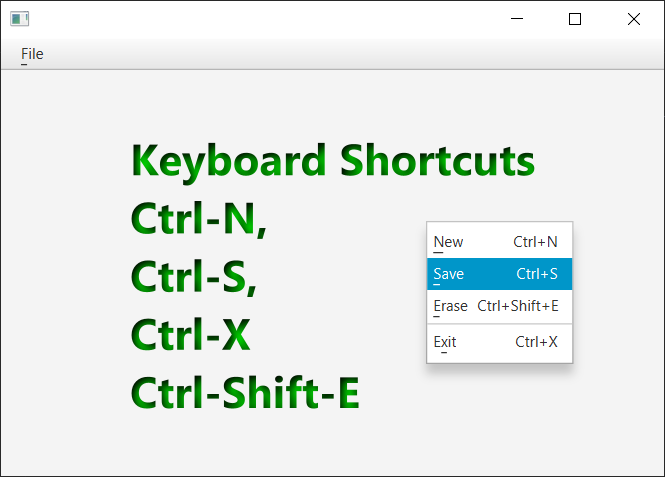 File
Keyboard Shortcuts
Ctrl-N,
Ctrl-S,
Ctrl-X
Ctrl-Shift-E
New Ctrl+N
Save Ctrl+S
Erase Ctrl+Shift+E
Exit Ctrl+X